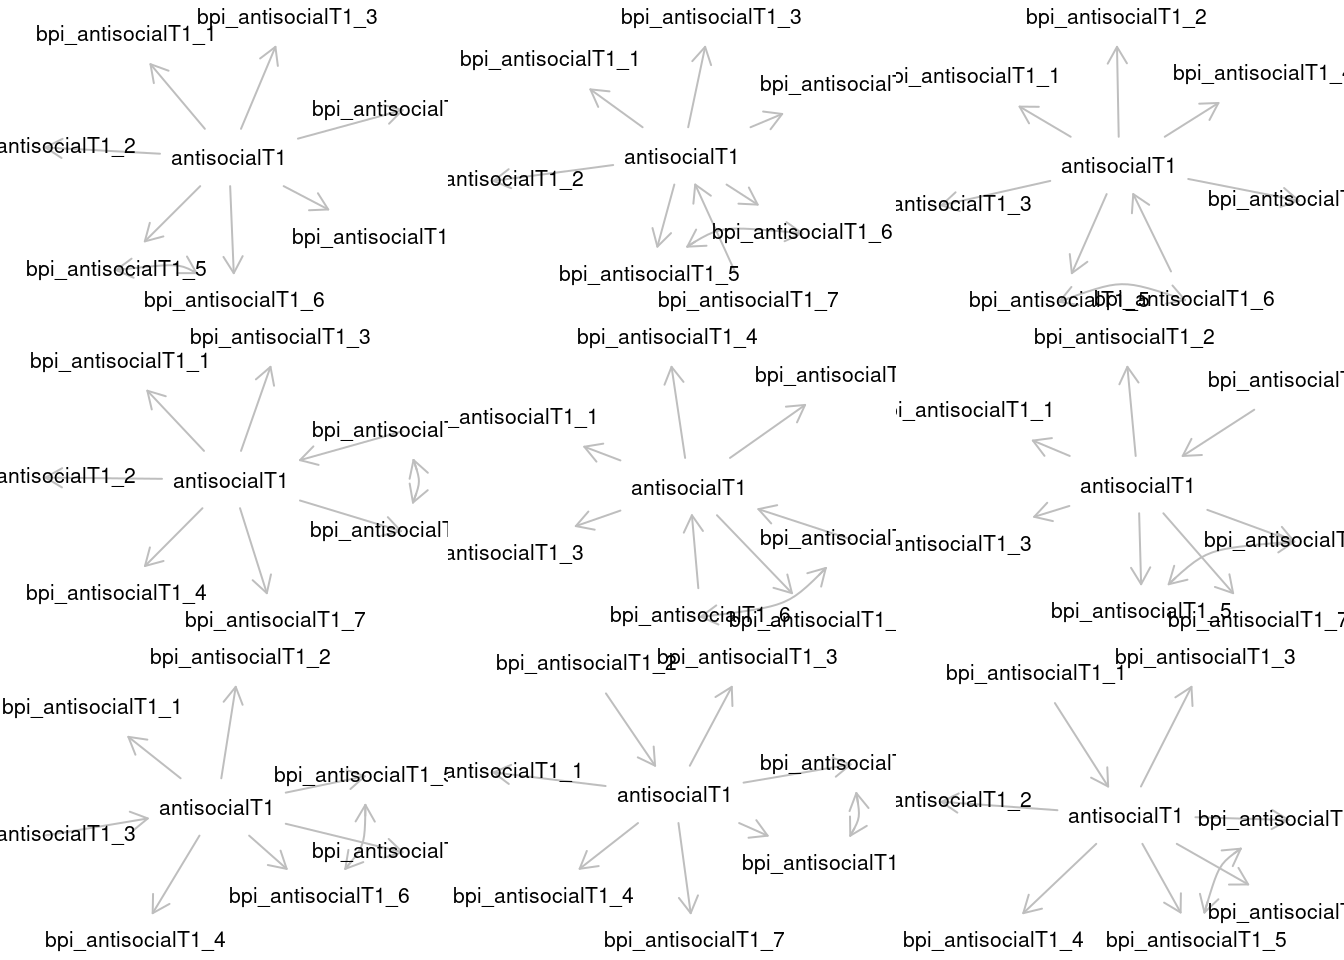 bpi_antisocialT1_3
bpi_antisocialT1_3
bpi_antisocialT1_2
bpi_antisocialT1_1
bpi_antisocialT1_1
bpi_antisocialT1_1
bpi_antisocialT1_4
bpi_antisocialT
bpi_antisocialT
antisocialT1_2
antisocialT1
antisocialT1
antisocialT1
antisocialT1_2
antisocialT1_3
bpi_antisocialT
bpi_antisocialT1
bpi_antisocialT1_6
bpi_antisocialT1_5
bpi_antisocialT1_5
bpi_antisocialT1_6
bpi_antisocialT1_7
bpi_antisocialT1_5
bpi_antisocialT1_6
bpi_antisocialT1_3
bpi_antisocialT1_4
bpi_antisocialT1_2
bpi_antisocialT1_1
bpi_antisocialT
bpi_antisocialT
_antisocialT1_1
i_antisocialT1_1
bpi_antisocialT
antisocialT1_2
antisocialT1
antisocialT1
antisocialT1
bpi_antisocialT
bpi_antisocialT
bpi_antisocialT
antisocialT1_3
antisocialT1_3
bpi_antisocialT1_4
bpi_antisocialT1_7
bpi_antisocialT1_6
bpi_antisocialT1_
bpi_antisocialT1_5
bpi_antisocialT1_7
bpi_antisocialT1_2
bpi_antisocialT1_2
bpi_antisocialT1_3
bpi_antisocialT1_1
bpi_antisocialT1_3
bpi_antisocialT1_1
bpi_antisocialT1_
antisocialT1_1
bpi_antisocialT
antisocialT1
antisocialT1
antisocialT1_2
antisocialT1
bpi_antisocialT
antisocialT1_3
bpi_antisocialT
bpi_antisocialT1
bpi_antisocialT1_6
bpi_antisocialT1_4
bpi_antisocialT
bpi_antisocialT1_4
bpi_antisocialT1_7
bpi_antisocialT1_4
bpi_antisocialT1_5